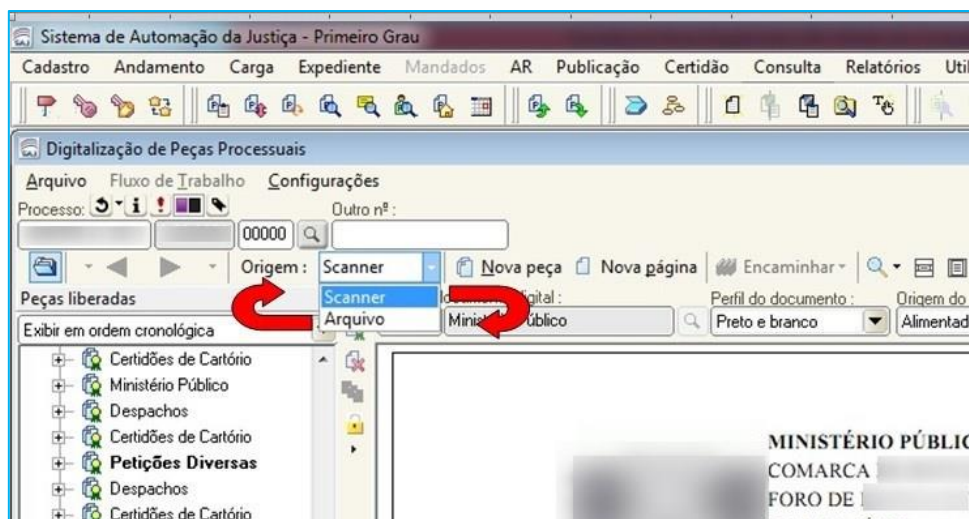 Sistema de Automação da Justiça - Primeiro Grau
Cadastro Andamento Carga Expediente Mandados AR Publicação Certidão Consulta Relatórios Util
Digitalização de Peças Processuais
Arquivo Fluxo de Trabalho Configurações
Processo: Outro nº :
00000
Origem : Scanner Nova peça Nova página Encaminhar
Peças liberadas Scanner digital : Perfil do documento : Origem do
Arquivo Público Preto e branco Alimentad
Exibir em ordem cronológica
Certidões de Cartório
Ministério Público
Despachos
Certidões de Cartório
Petições Diversas
Despachos
Certidões de Cartório
MINISTÉRIO PÚBLIC
COMARCA
FORO DE